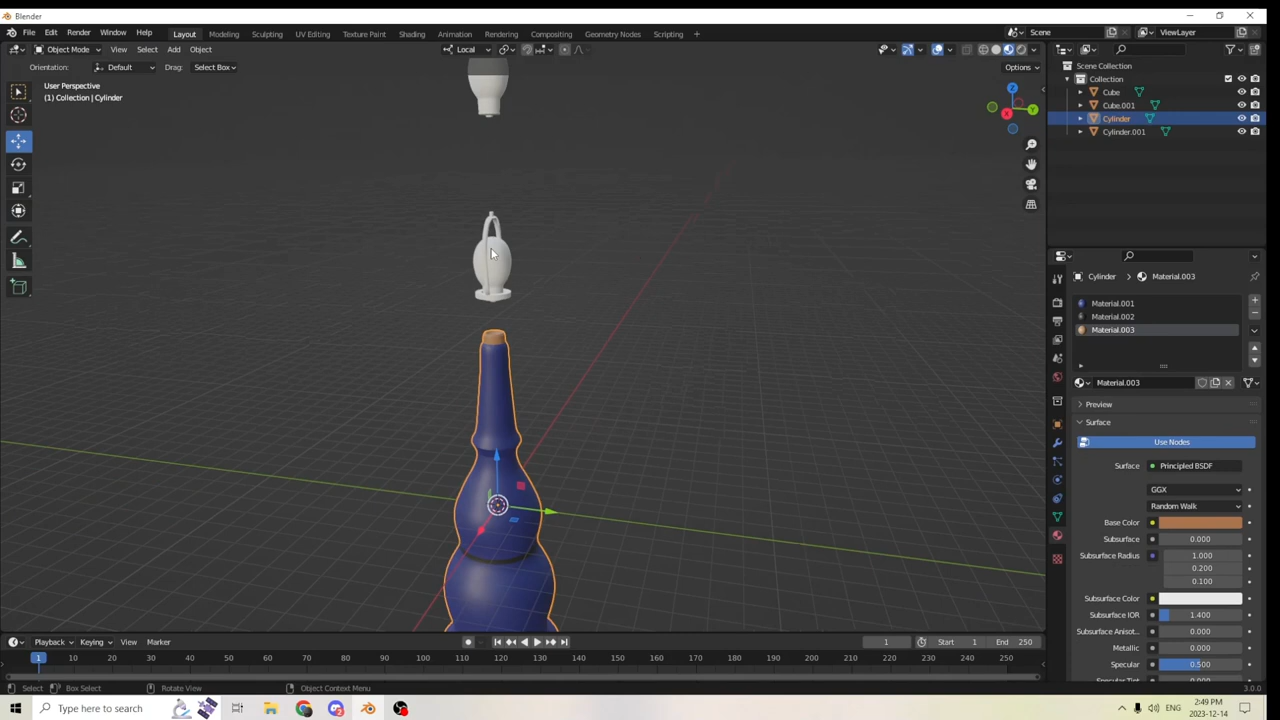 Blender
File Edit Render Window Help Layout Modeling Sculpting UV Editing Texture Paint Shading Animation Rendering Compositing Geometry Nodes Scripting + Scene ViewLayer
Object Mode View Select Add Object Local
Orientation: Default Drag: Select Box Options
User Perspective
(1) Collection | Cylinder
Z
Y
X
Scene Collection
Collection
Cube
Cube.001
Cylinder
Cylinder.001
Cylinder > Material.003
Material.001
Material.002
Material.003
Material.003
Preview
Surface
Use Nodes
Surface Principled BSDF
GGX
Random Walk
Base Color
Subsurface 0.000
Subsurface Radius 1.000
0.200
0.100
Subsurface Color
Subsurface IOR 1.400
Subsurface Anisot... 0.000
Metallic 0.000
Specular 0.500
Specular Tint 0.000
Playback Keying View Marker 1 Start 1 End 250
1 10 20 30 40 50 60 70 80 90 100 110 120 130 140 150 160 170 180 190 200 210 220 230 240 250
Select Box Select Rotate View Object Context Menu 3.0.0
Type here to search ENG 2:49 PM
2023-12-14